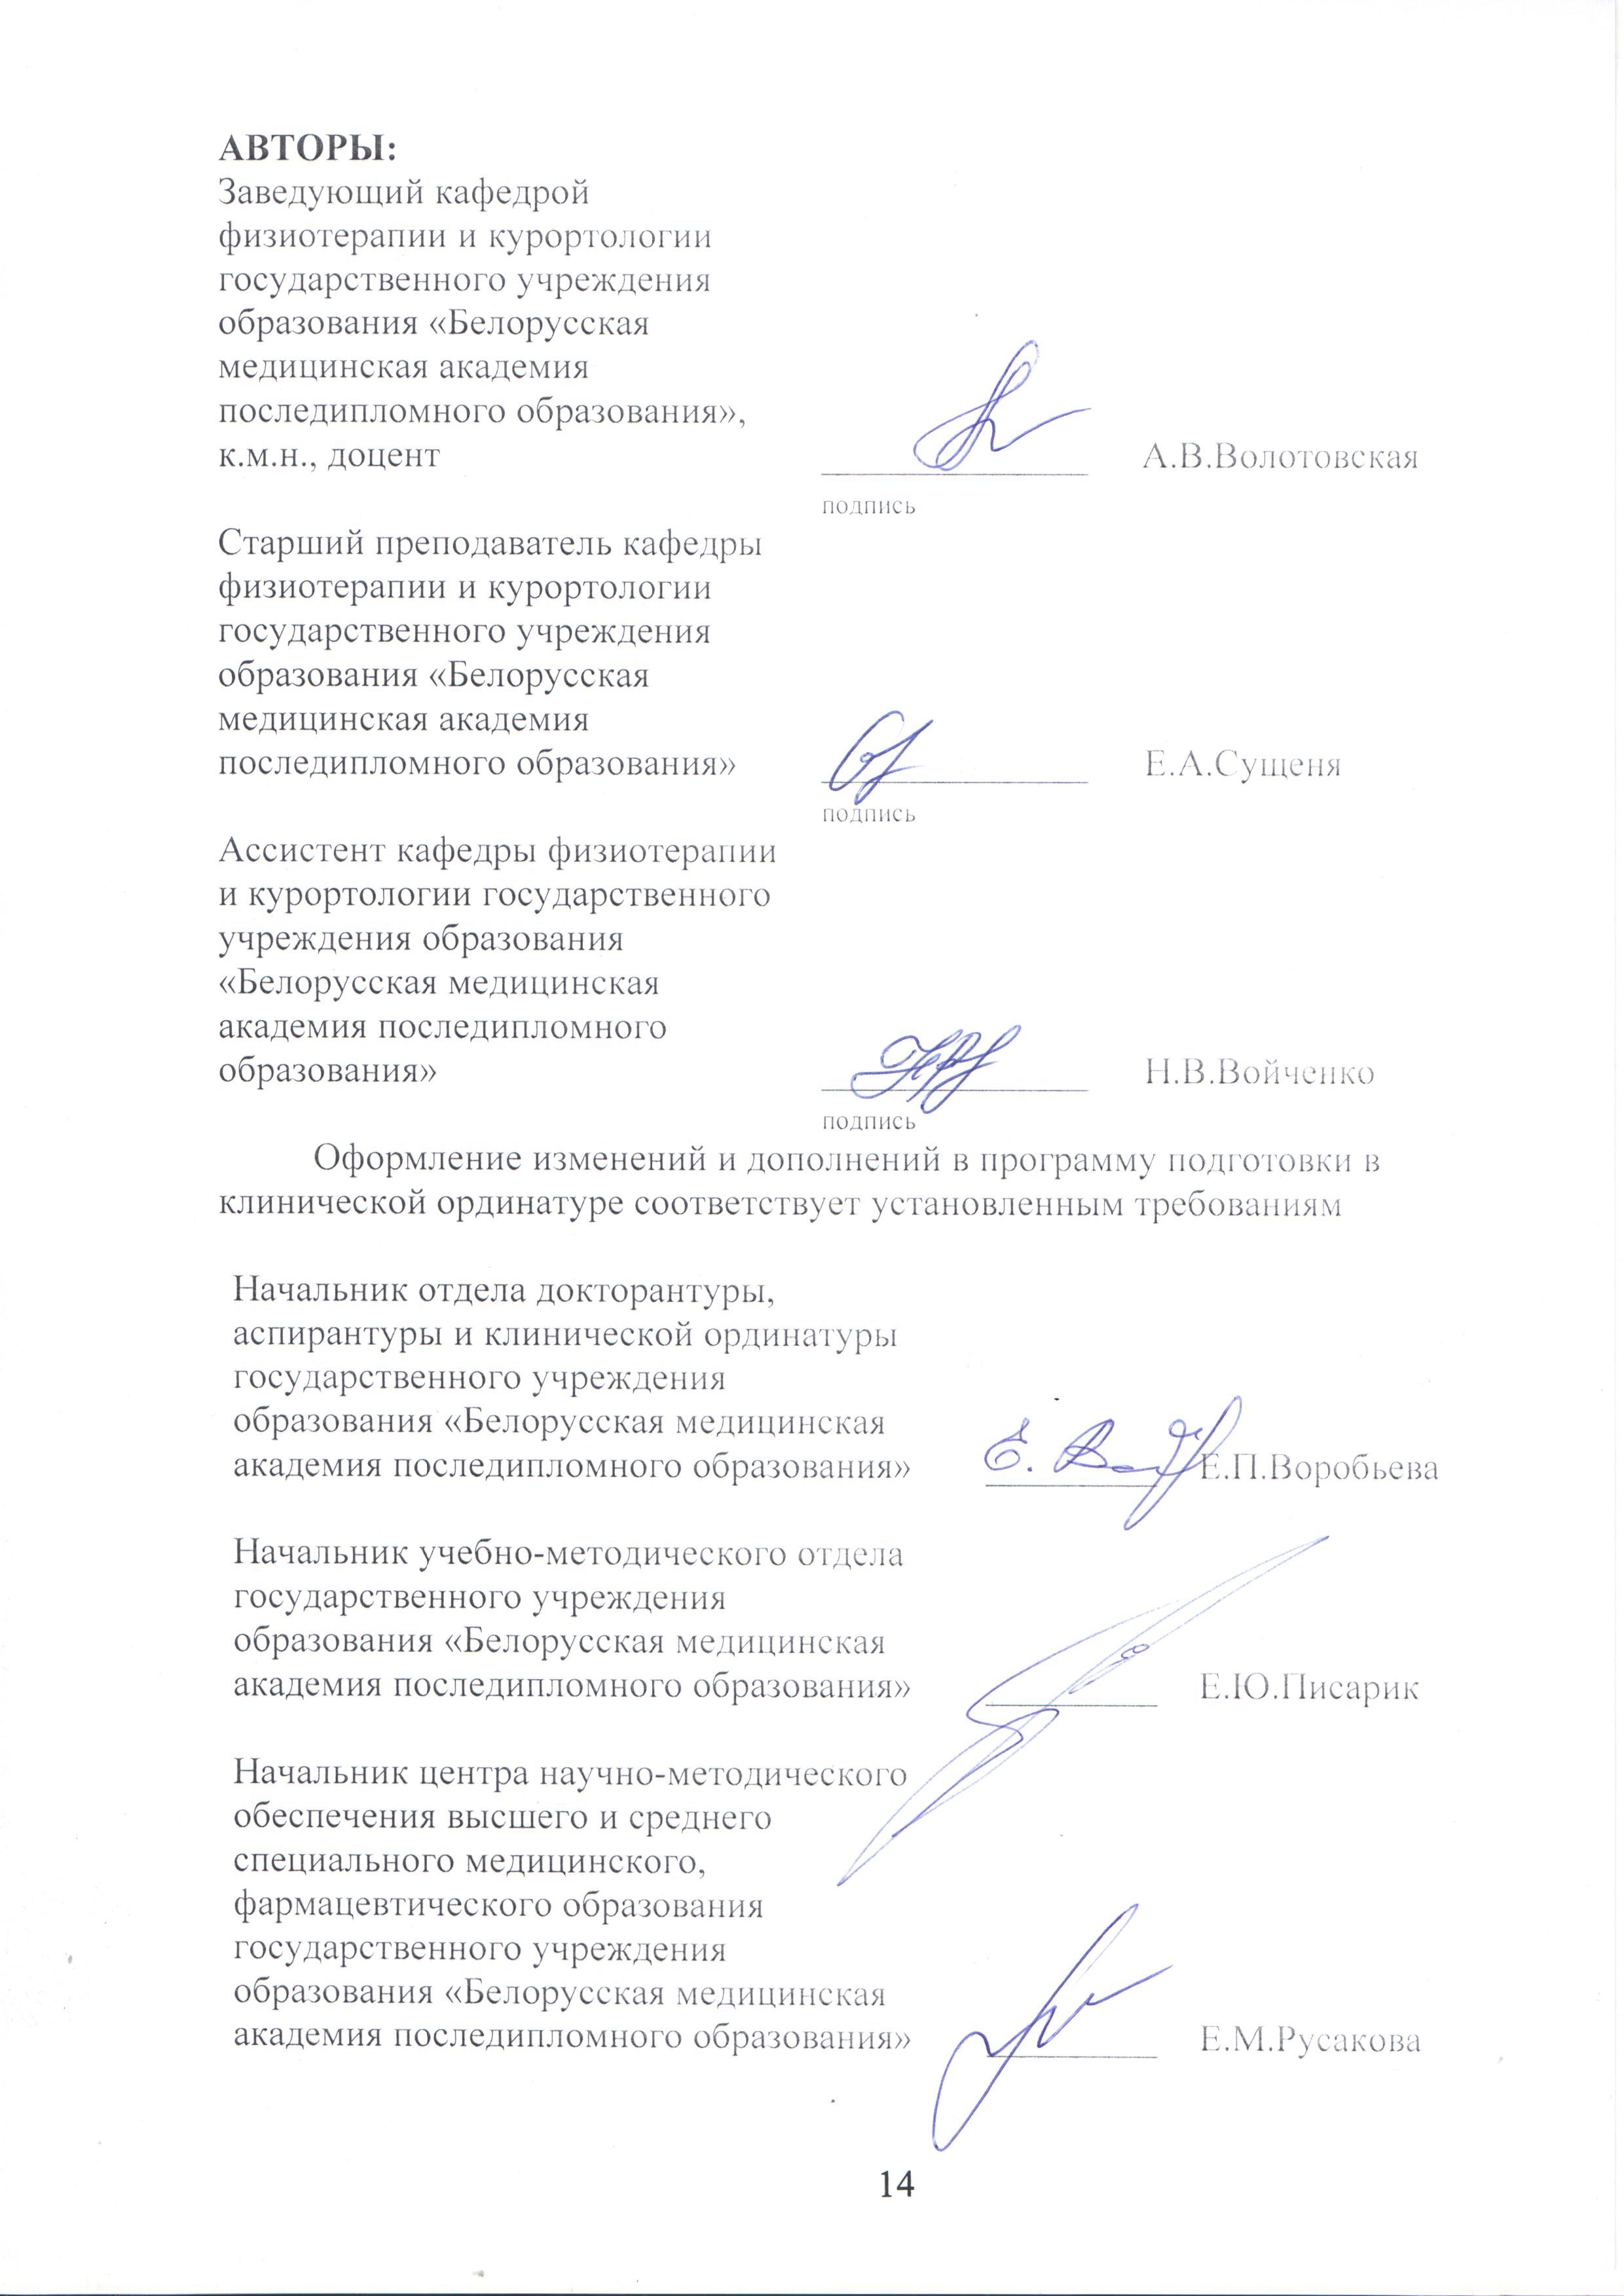 АВТОРЫ:
Заведующий кафедрой
физиотерапии и курортологии
государственного учреждения
образования «Белорусская
медицинская академия
последипломного образования»,
к.м.н., доцент А.В.Волотовская
подпись
Старший преподаватель кафедры
физиотерапии и курортологии
государственного учреждения
образования «Белорусская
медицинская академия
последипломного образования» Е.А.Сущеня
подпись
Ассистент кафедры физиотерапии
и курортологии государственного
учреждения образования
«Белорусская медицинская
академия последипломного
образования» Н.В.Войченко
подпись
Оформление изменений и дополнений в программу подготовки в
клинической ординатуре соответствует установленным требованиям
Начальник отдела докторантуры,
аспирантуры и клинической ординатуры
государственного учреждения
образования «Белорусская медицинская
академия последипломного образования» Е.П.Воробьева
Начальник учебно-методического отдела
государственного учреждения
образования «Белорусская медицинская
академия последипломного образования» Е.Ю.Писарик
Начальник центра научно-методического
обеспечения высшего и среднего
специального медицинского,
фармацевтического образования
государственного учреждения
образования «Белорусская медицинская
академия последипломного образования» Е.М.Русакова
14